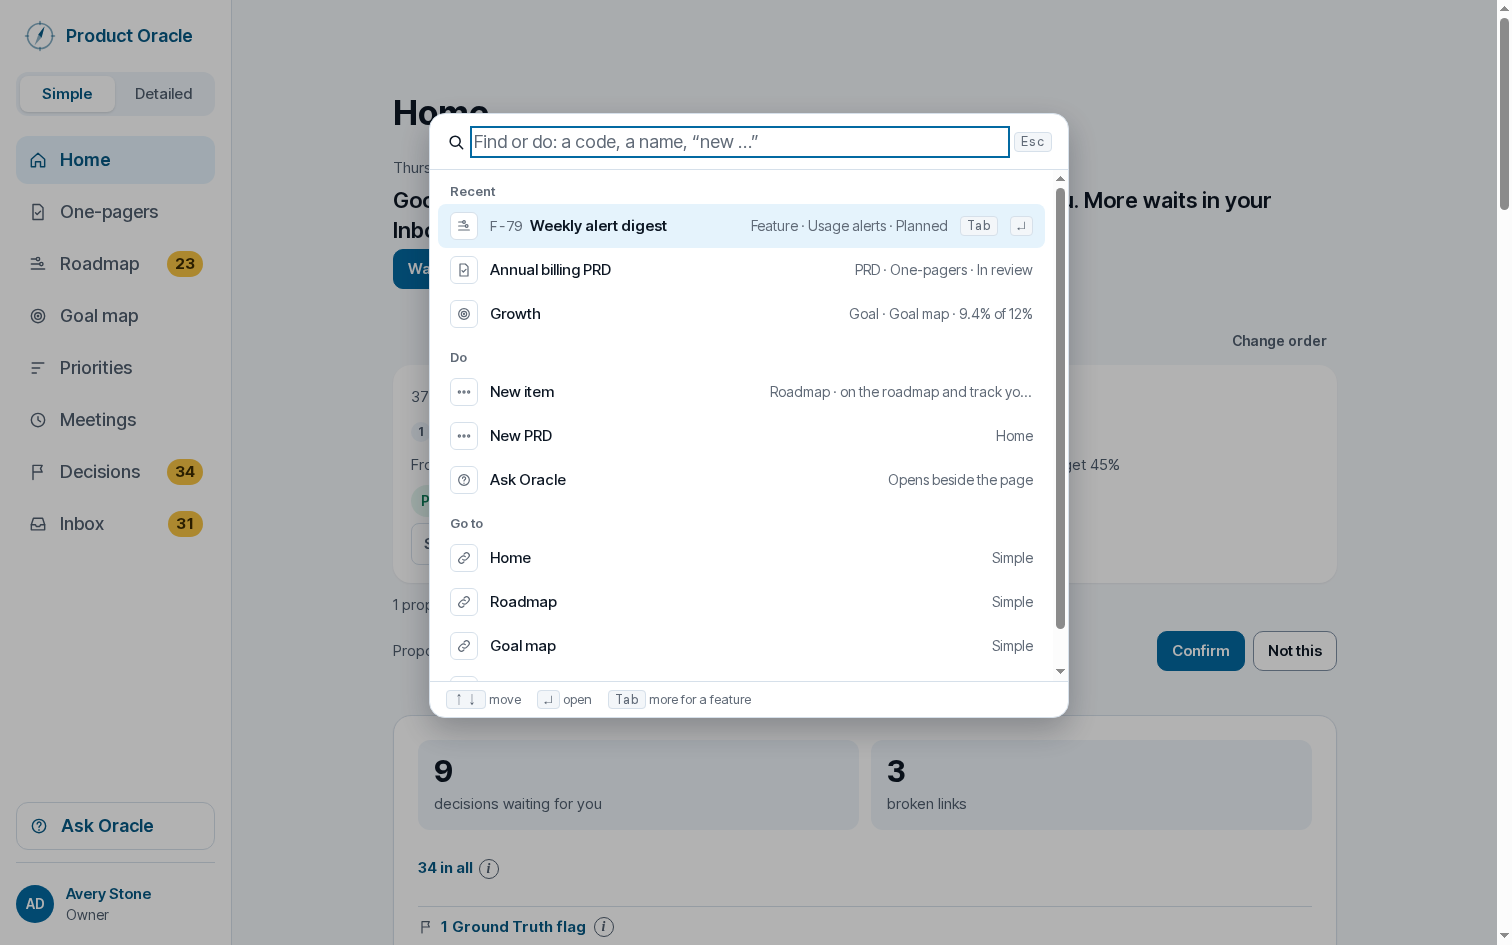 Product Oracle
Simple
Detailed
Home
One-pagers
Roadmap
23
Goal map
Priorities
Meetings
Decisions
34
Inbox
31
Ask Oracle
AD
Avery Stone
Owner
Home
Find or do: a code, a name, “new …”
Esc
Recent
F-79 Weekly alert digest
Feature · Usage alerts · Planned
Tab
↵
Annual billing PRD
PRD · One-pagers · In review
Growth
Goal · Goal map · 9.4% of 12%
Do
New item
Roadmap · on the roadmap and track yo…
New PRD
Home
Ask Oracle
Opens beside the page
Go to
Home
Simple
Roadmap
Simple
Goal map
Simple
↑ ↓ move
↵ open
Tab more for a feature
More waits in your
Change order
37
1
45%
1
Confirm
Not this
9
decisions waiting for you
3
broken links
34 in all
i
1 Ground Truth flag
i